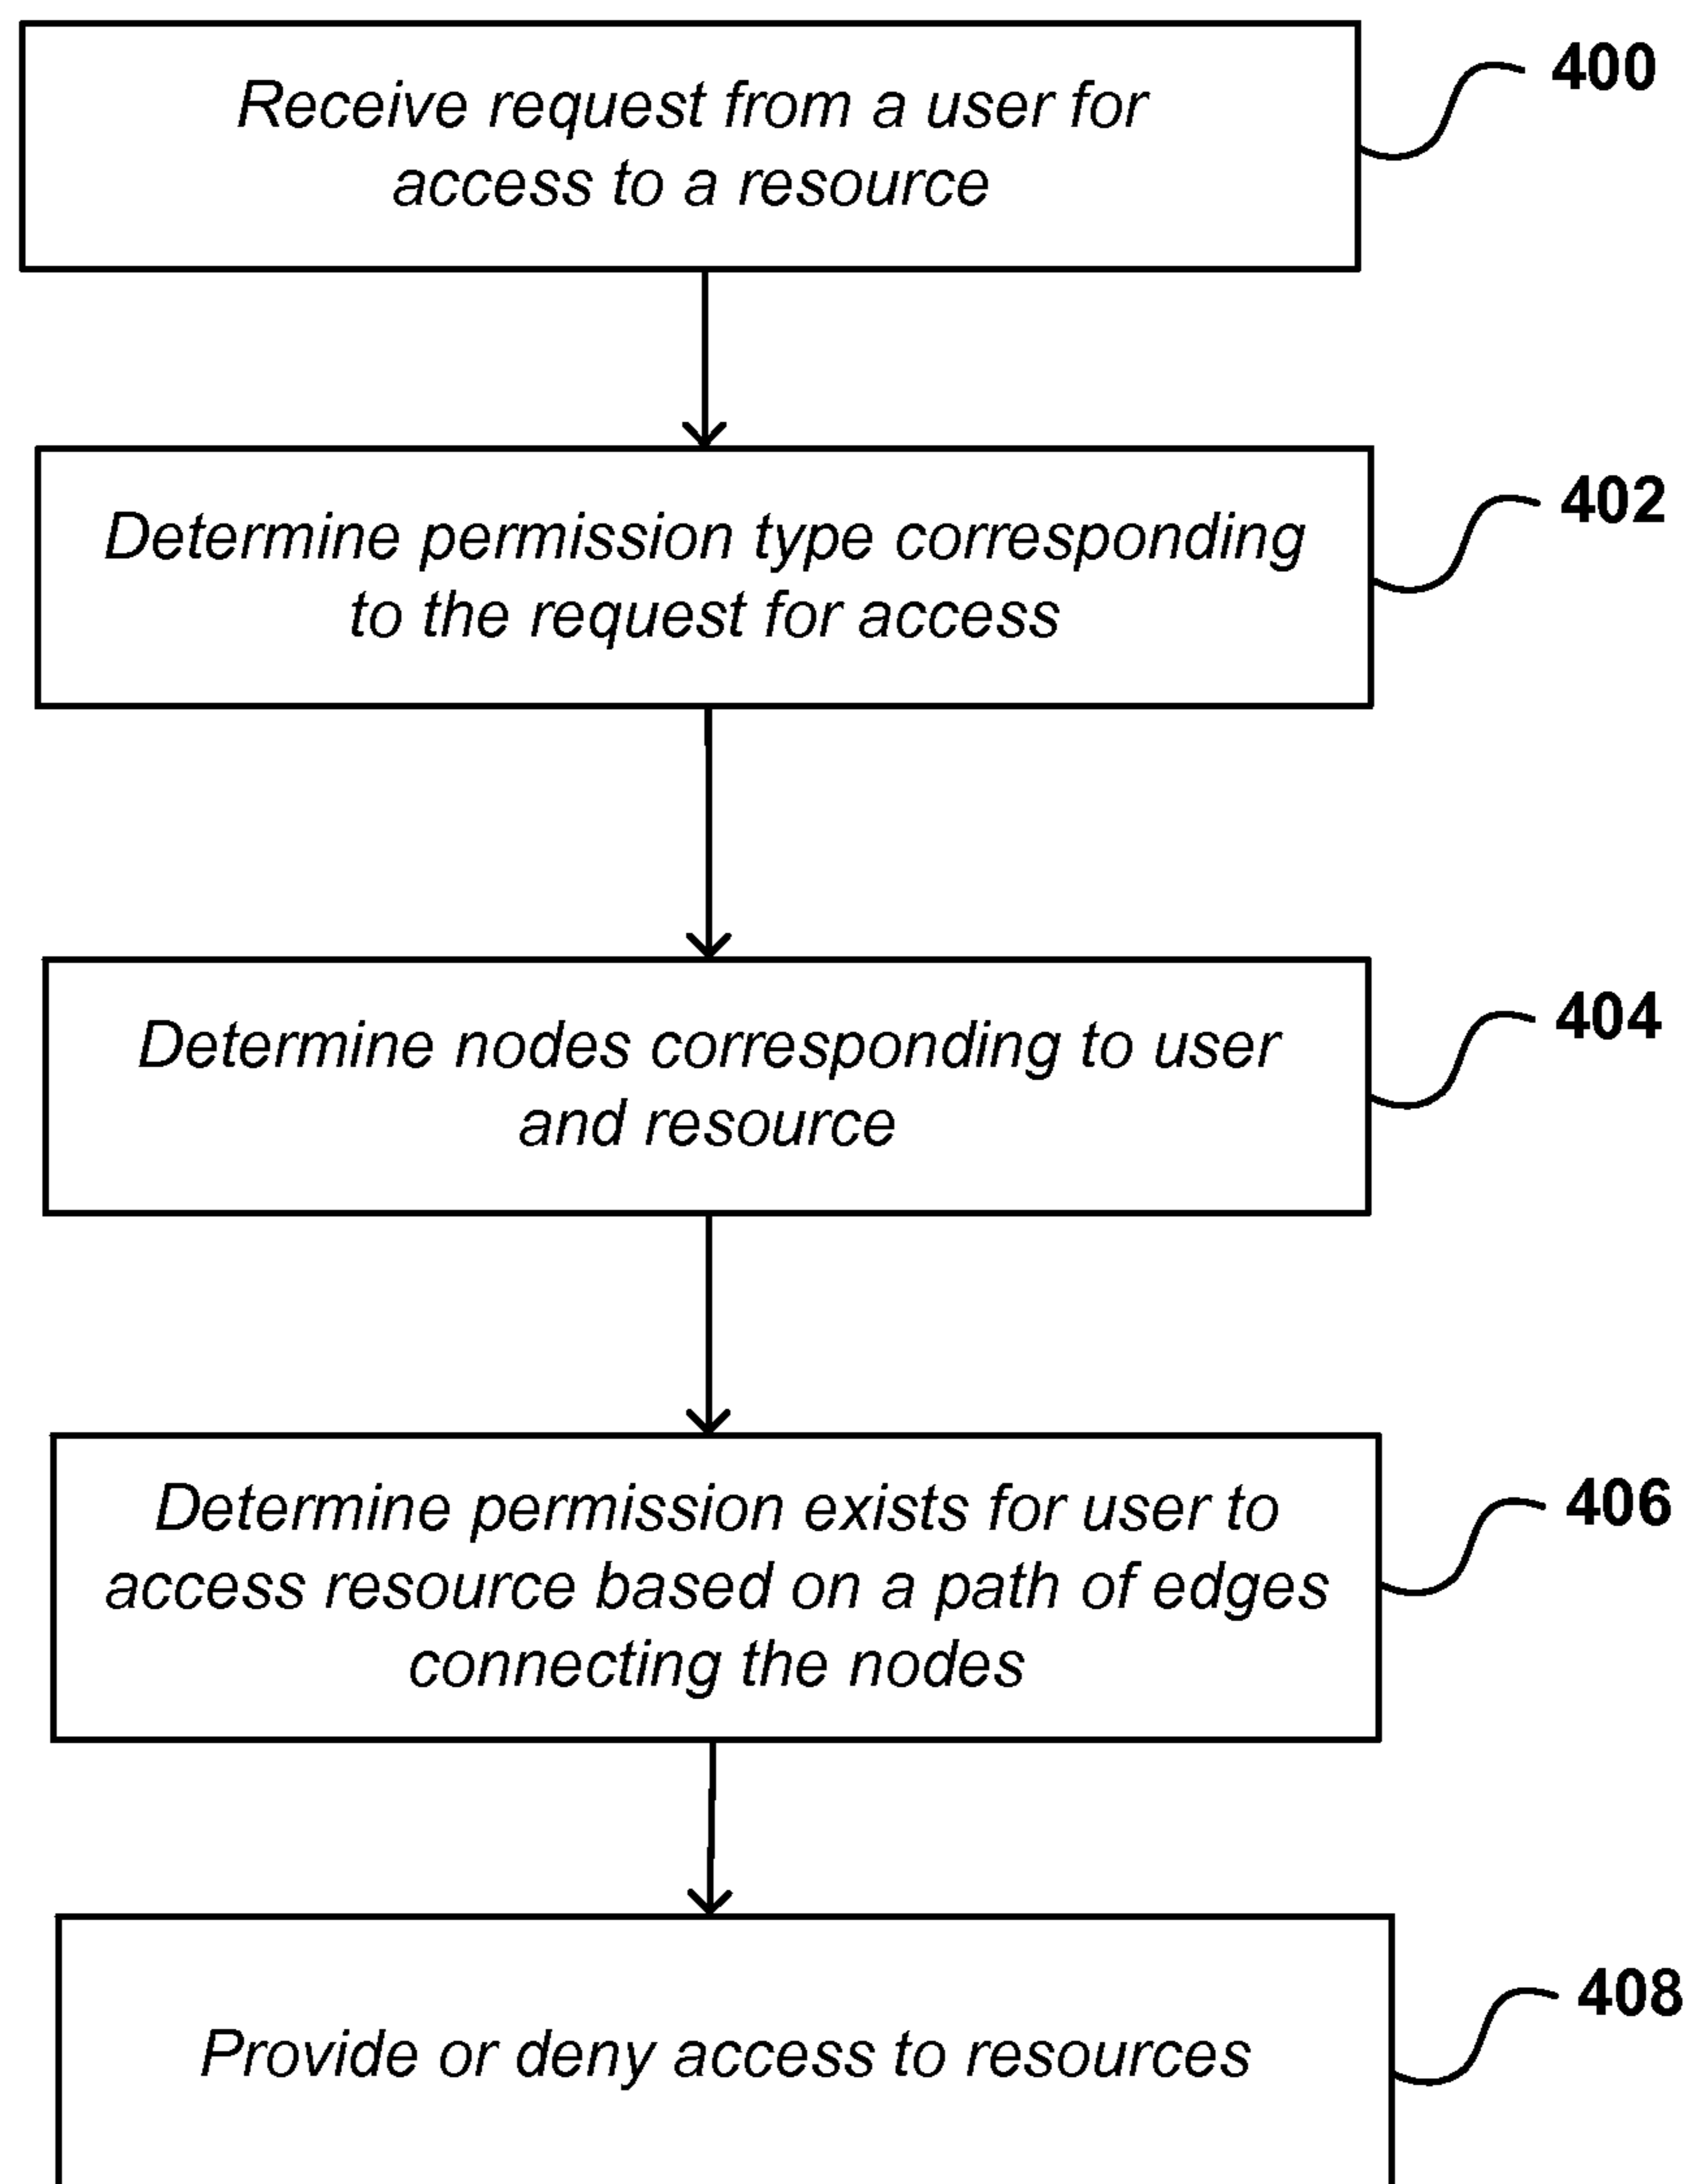 Receive request from a user for
access to a resource
400
Determine permission type corresponding
to the request for access
402
Determine nodes corresponding to user
and resource
404
Determine permission exists for user to
access resource based on a path of edges
connecting the nodes
406
Provide or deny access to resources
408